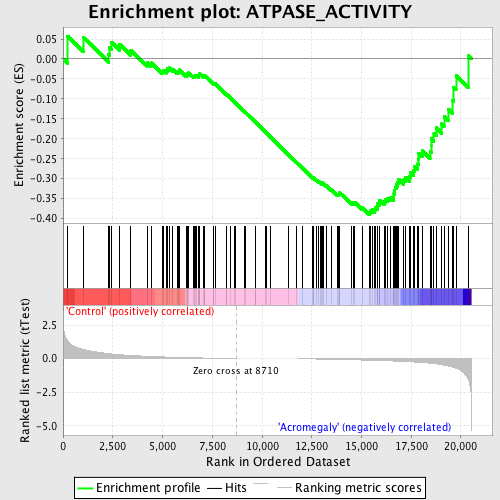 Enrichment plot: ATPASE_ACTIVITY
Enrichment score (ES)
0.05
0.00
-0.05
-0.10
-0.15
-0.20
-0.25
-0.30
-0.35
-0.40
'Control' (positively correlated)
Ranked list metric (tTest)
2.5
0.0
-2.5
-5.0
Zero cross at 8710
'Acromegaly' (negatively correlated)
0
2,500
5,000
7,500
10,000
12,500
15,000
17,500
20,000
Rank in Ordered Dataset
Enrichment profile
Hits
Ranking metric scores